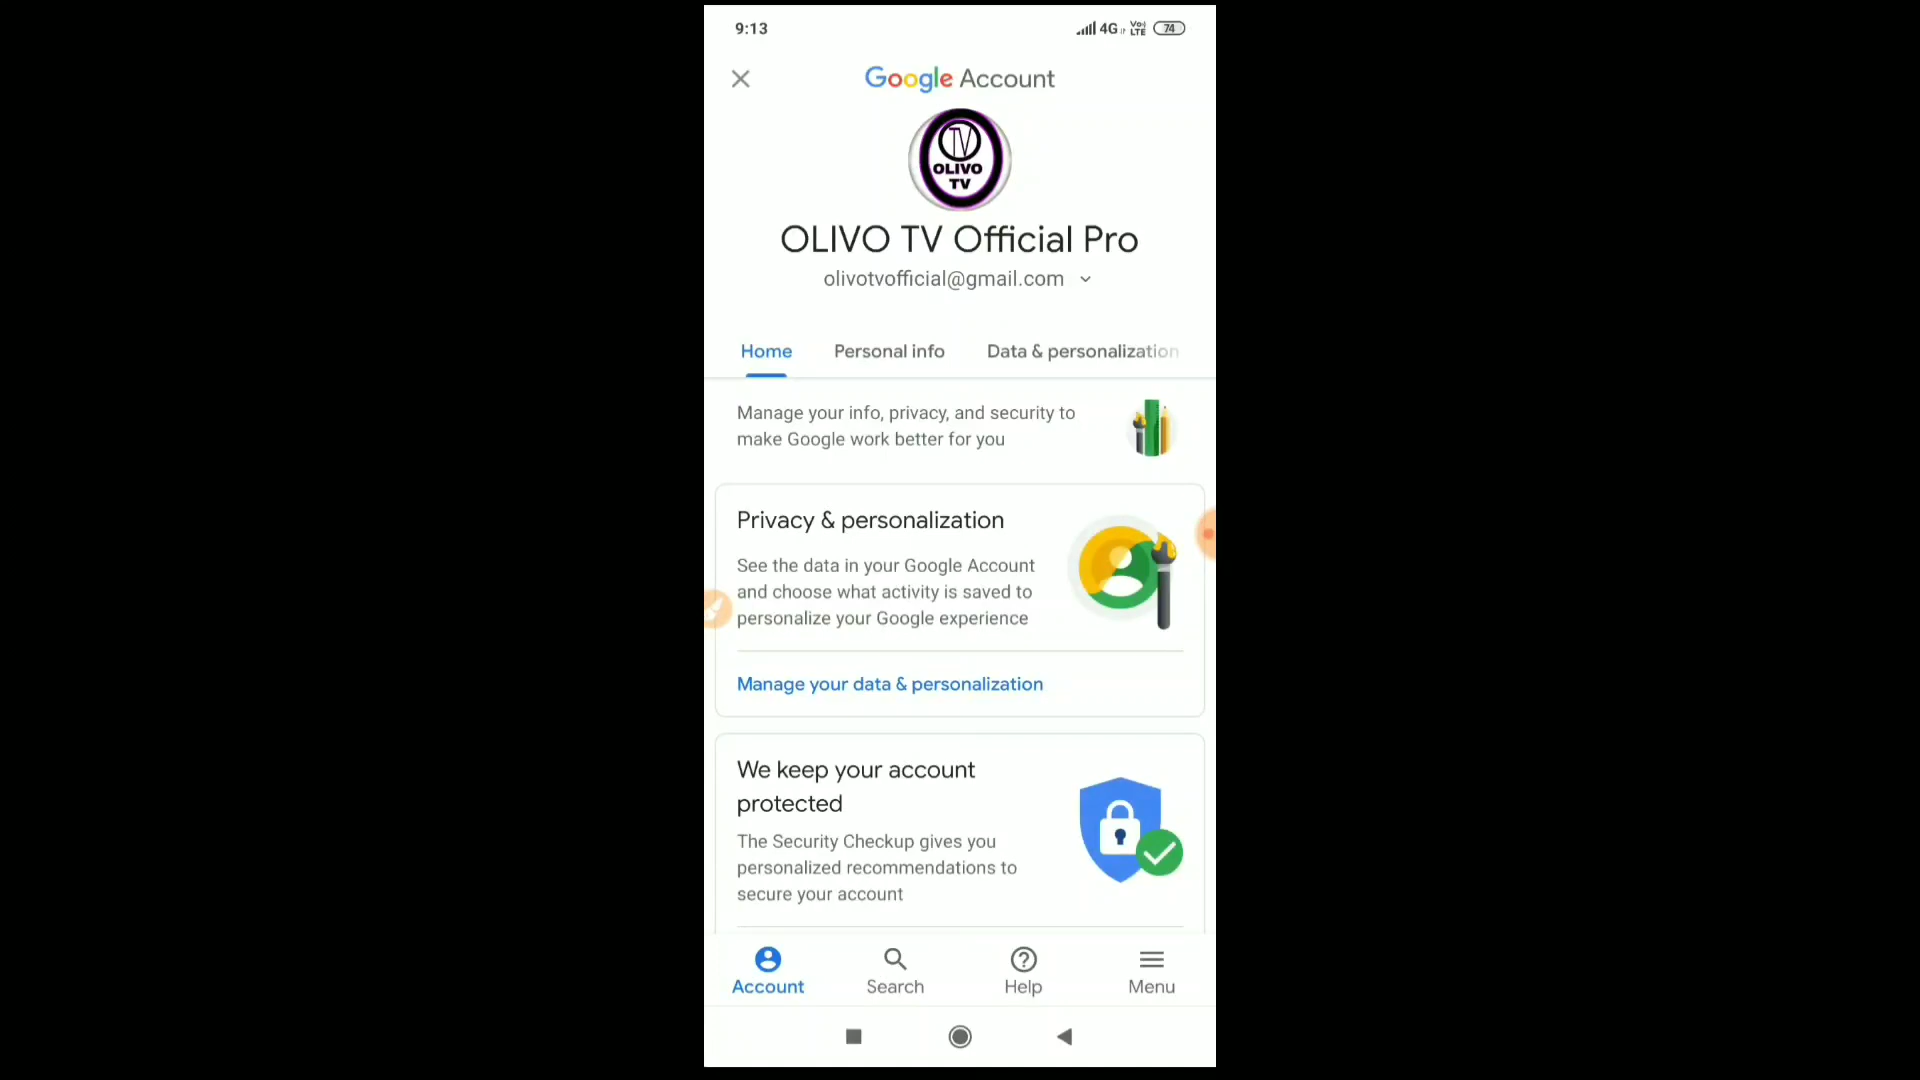 9:13
4G
Vo)
LTE
74
Google Account
TV
OLIVO
TV
OLIVO TV Official Pro
olivotvofficial@gmail.com
Home Personal info Data & personalization
Manage your info, privacy, and security to
make Google work better for you
Privacy & personalization
See the data in your Google Account
and choose what activity is saved to
personalize your Google experience
Manage your data & personalization
We keep your account
protected
The Security Checkup gives you
personalized recommendations to
secure your account
Account Search Help Menu